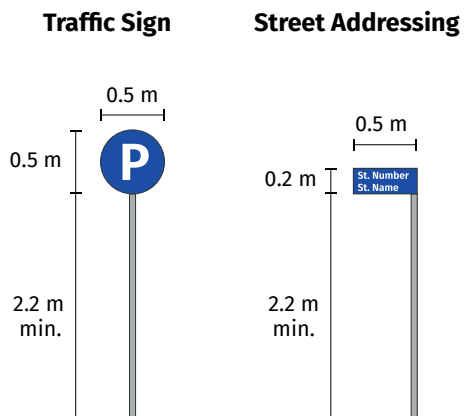 Traffic Sign
0.5 m
0.5 m
P
2.2 m
min.
Street Addressing
0.5 m
0.2 m
St. Number
St. Name
2.2 m
min.